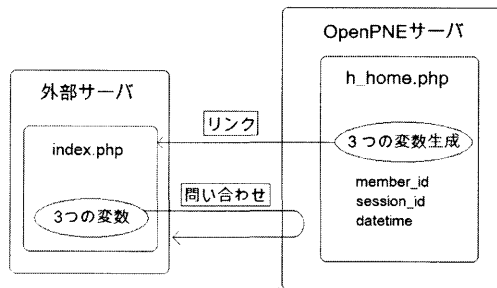 OpenPNEサーバ
h_home.php
外部サーバ
リンク
index.php
3つの変数生成
問い合わせ
member_id
session_id
datetime
3つの変数